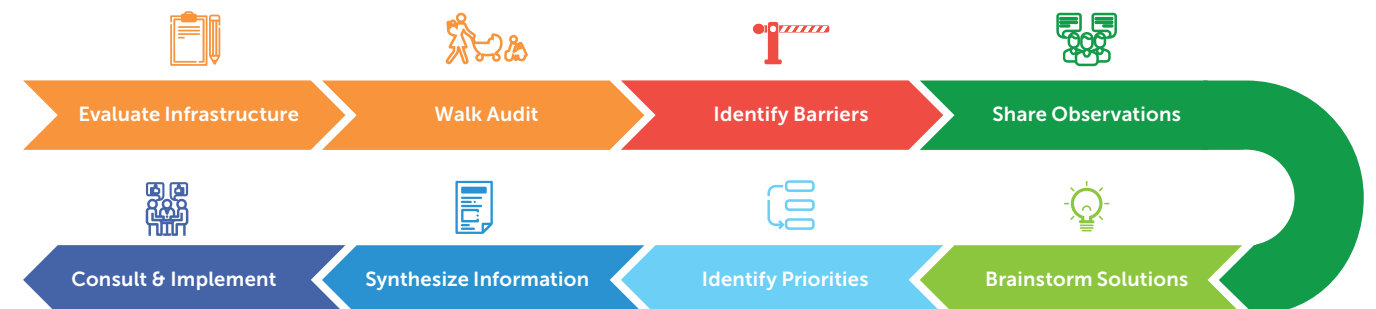 Evaluate Infrastructure
Walk Audit
Identify Barriers
Share Observations
Brainstorm Solutions
Identify Priorities
Synthesize Information
Consult & Implement